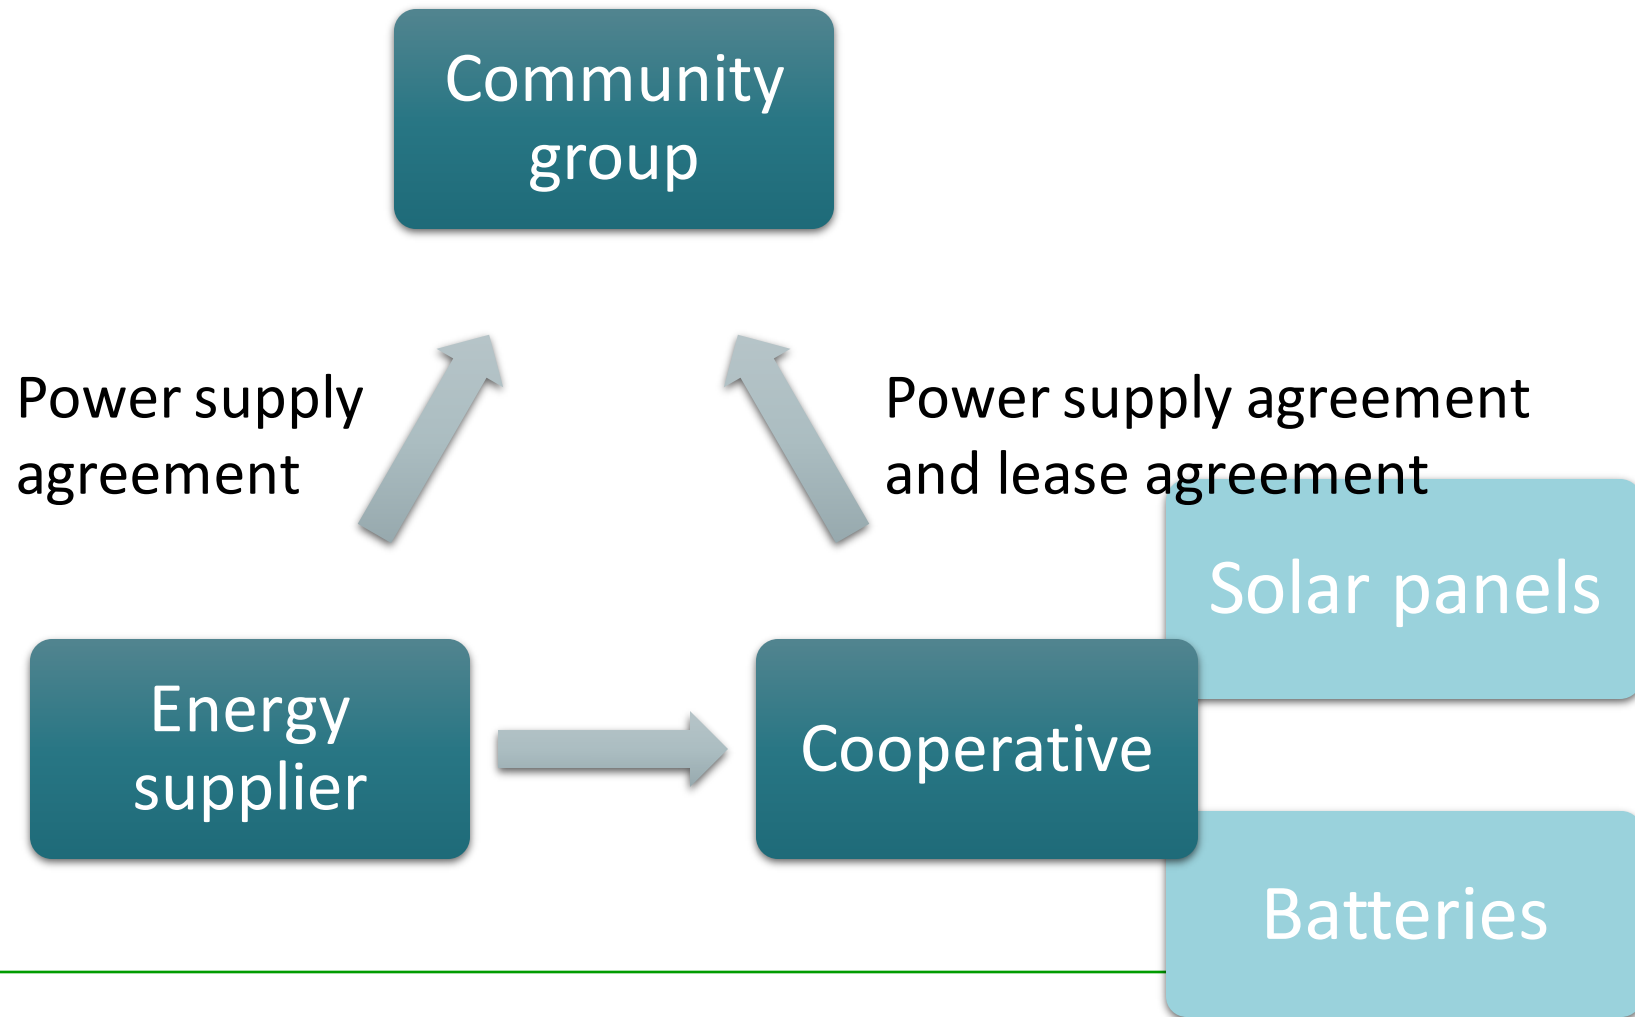 Community
group
Power supply
agreement
Power supply agreement
and lease agreement
Solar panels
Energy
supplier
Cooperative
Batteries